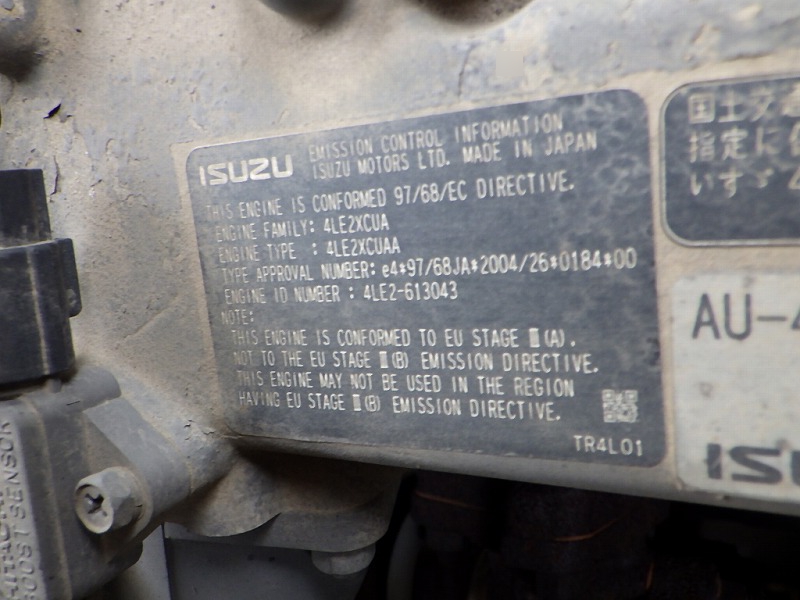 ISUZU EMISSION CONTROL INFORMATION
ISUZU MOTORS LTD. MADE IN JAPAN
THIS ENGINE IS CONFORMED 97/68/EC DIRECTIVE.
ENGINE FAMILY: 4LE2XCUA
ENGINE TYPE : 4LE2XCUAA
TYPE APPROVAL NUMBER: e4*97/68JA*2004/26*0184*00
ENGINE ID NUMBER : 4LE2-613043
NOTE:
THIS ENGINE IS CONFORMED TO EU STAGE Ⅲ(A).
NOT TO THE EU STAGE Ⅲ(B) EMISSION DIRECTIVE.
THIS ENGINE MAY NOT BE USED IN THE REGION
HAVING EU STAGE Ⅲ(B) EMISSION DIRECTIVE.
TR4L01
国土交
指定に
いすゞ
AU-4
ISU
BOOST SENSOR